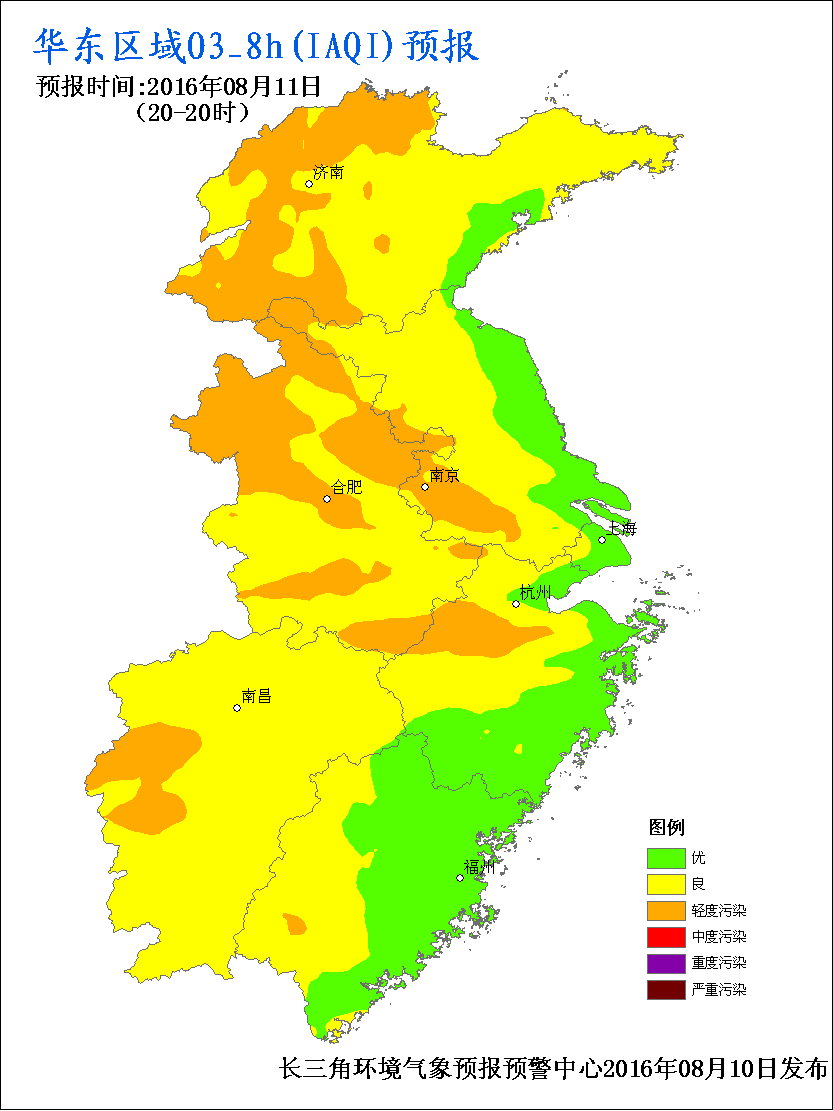 华东区域O3_8h(IAQI)预报
预报时间:2016年08月11日
（20-20时）
济南
南京
合肥
上海
杭州
南昌
福州
图例
优
良
轻度污染
中度污染
重度污染
严重污染
长三角环境气象预报预警中心2016年08月10日发布